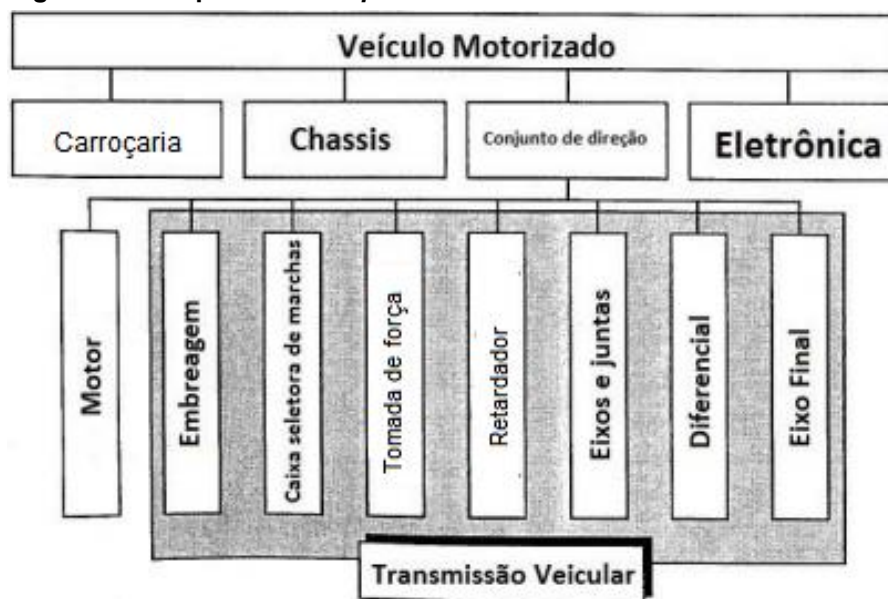 Veículo Motorizado
Carroçaria
Chassis
Conjunto de direção
Eletrônica
Motor
Embreagem
Caixa seletora de marchas
Tomada de força
Retardador
Eixos e juntas
Diferencial
Eixo Final
Transmissão Veicular